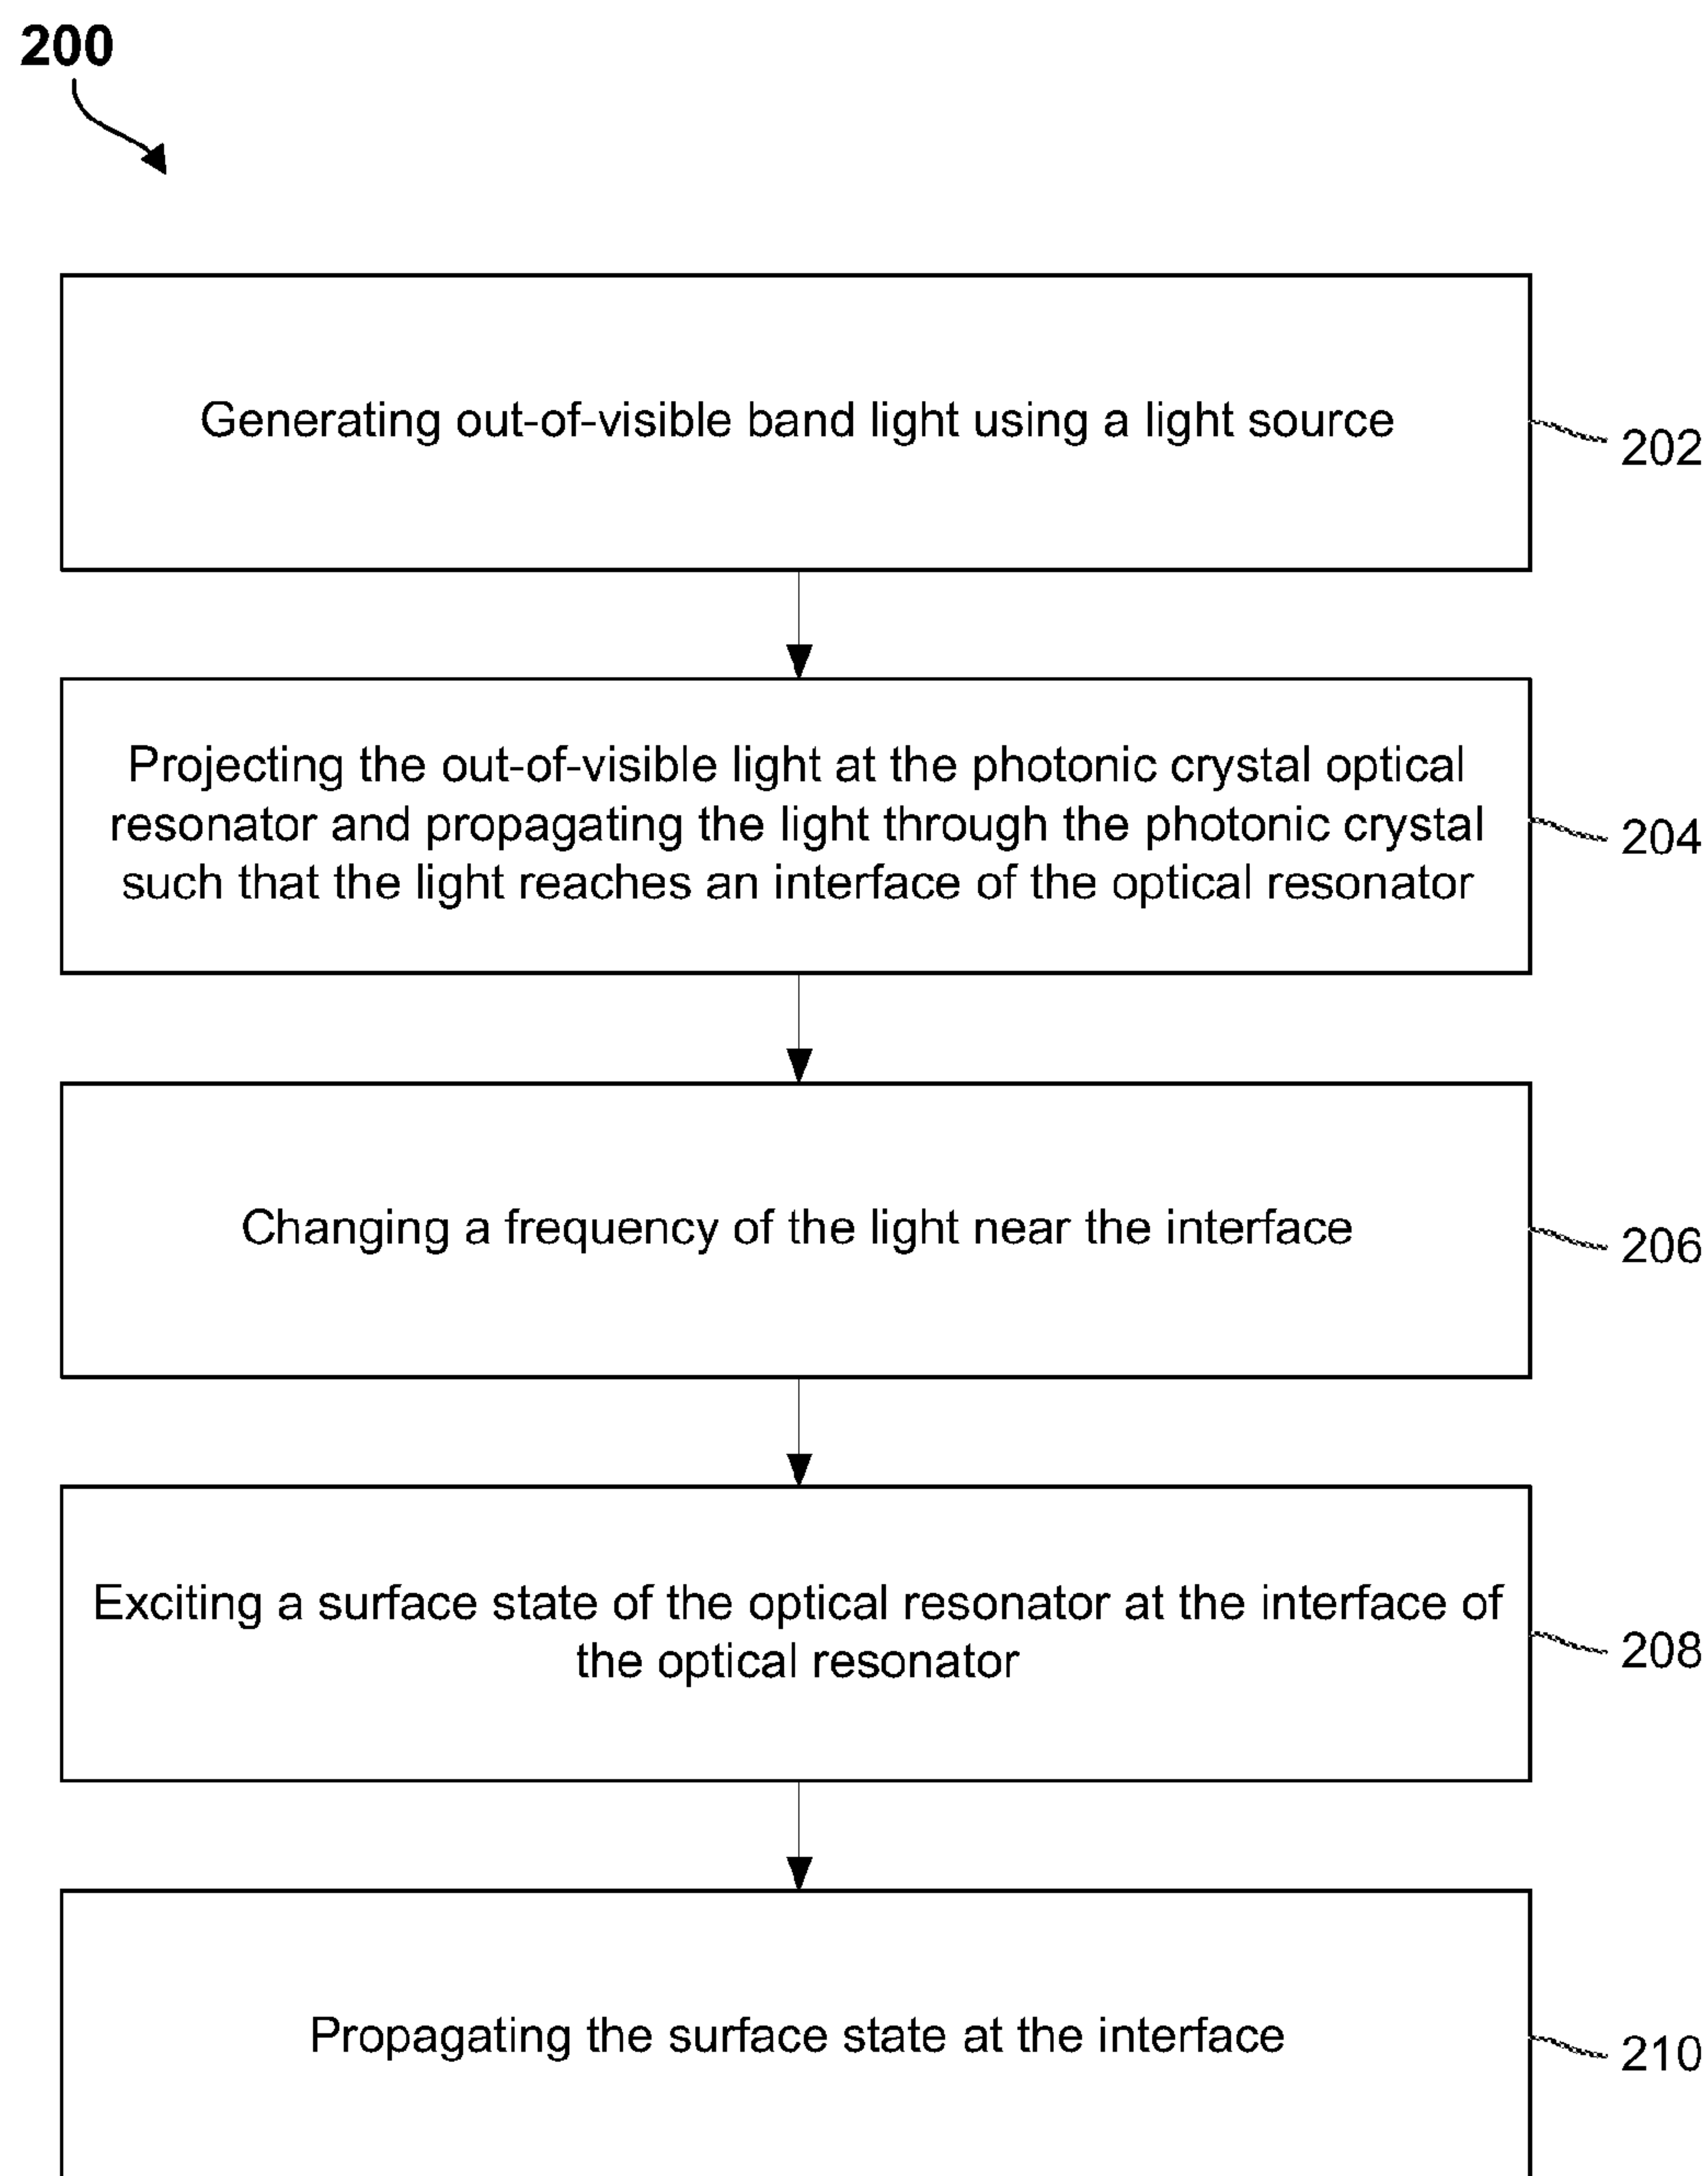 200
Generating out-of-visible band light using a light source
202
Projecting the out-of-visible light at the photonic crystal optical
resonator and propagating the light through the photonic crystal
such that the light reaches an interface of the optical resonator
204
Changing a frequency of the light near the interface
206
Exciting a surface state of the optical resonator at the interface of
the optical resonator
208
Propagating the surface state at the interface
210